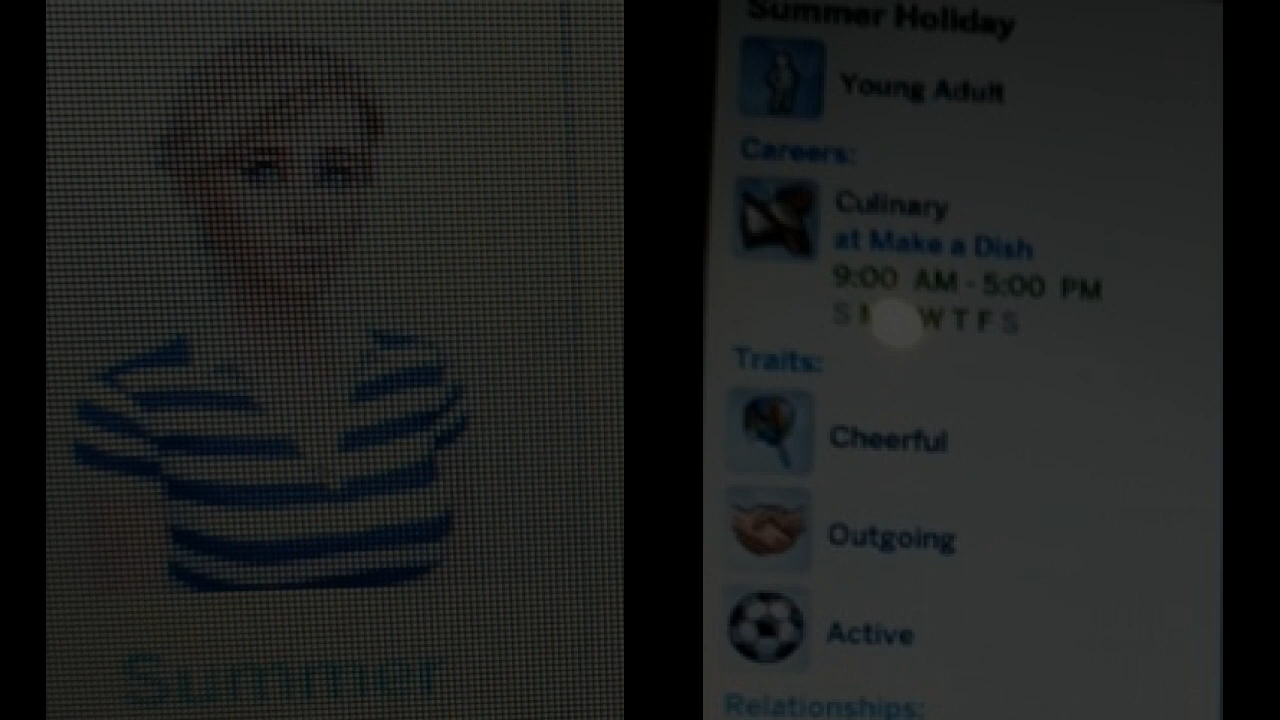 Summer
Summer Holiday
Young Adult
Careers:
Culinary
at Make a Dish
9:00 AM - 5:00 PM
S W T F S
Traits:
Cheerful
Outgoing
Active
Relationships: